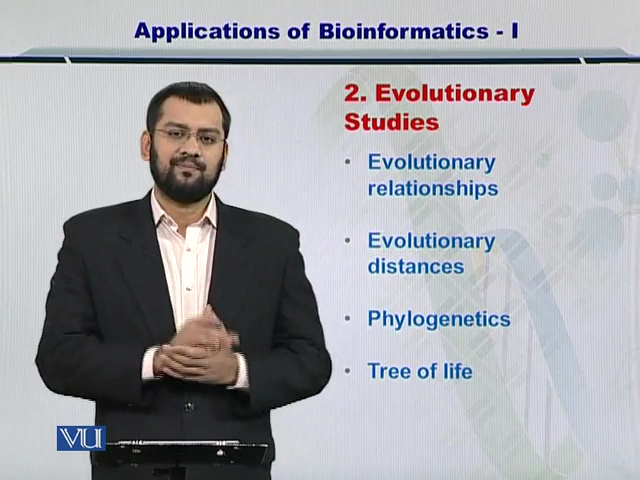 Applications of Bioinformatics - I
2. Evolutionary
Studies
• Evolutionary
relationships
• Evolutionary
distances
• Phylogenetics
• Tree of life
VU